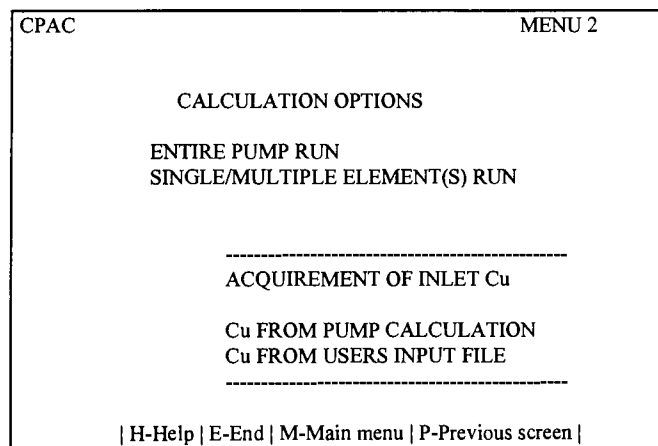 CPAC MENU 2
CALCULATION OPTIONS
ENTIRE PUMP RUN
SINGLE/MULTIPLE ELEMENT(S) RUN
------------------------------------------------
ACQUIREMENT OF INLET Cu
Cu FROM PUMP CALCULATION
Cu FROM USERS INPUT FILE
------------------------------------------------
| H-Help | E-End | M-Main menu | P-Previous screen |